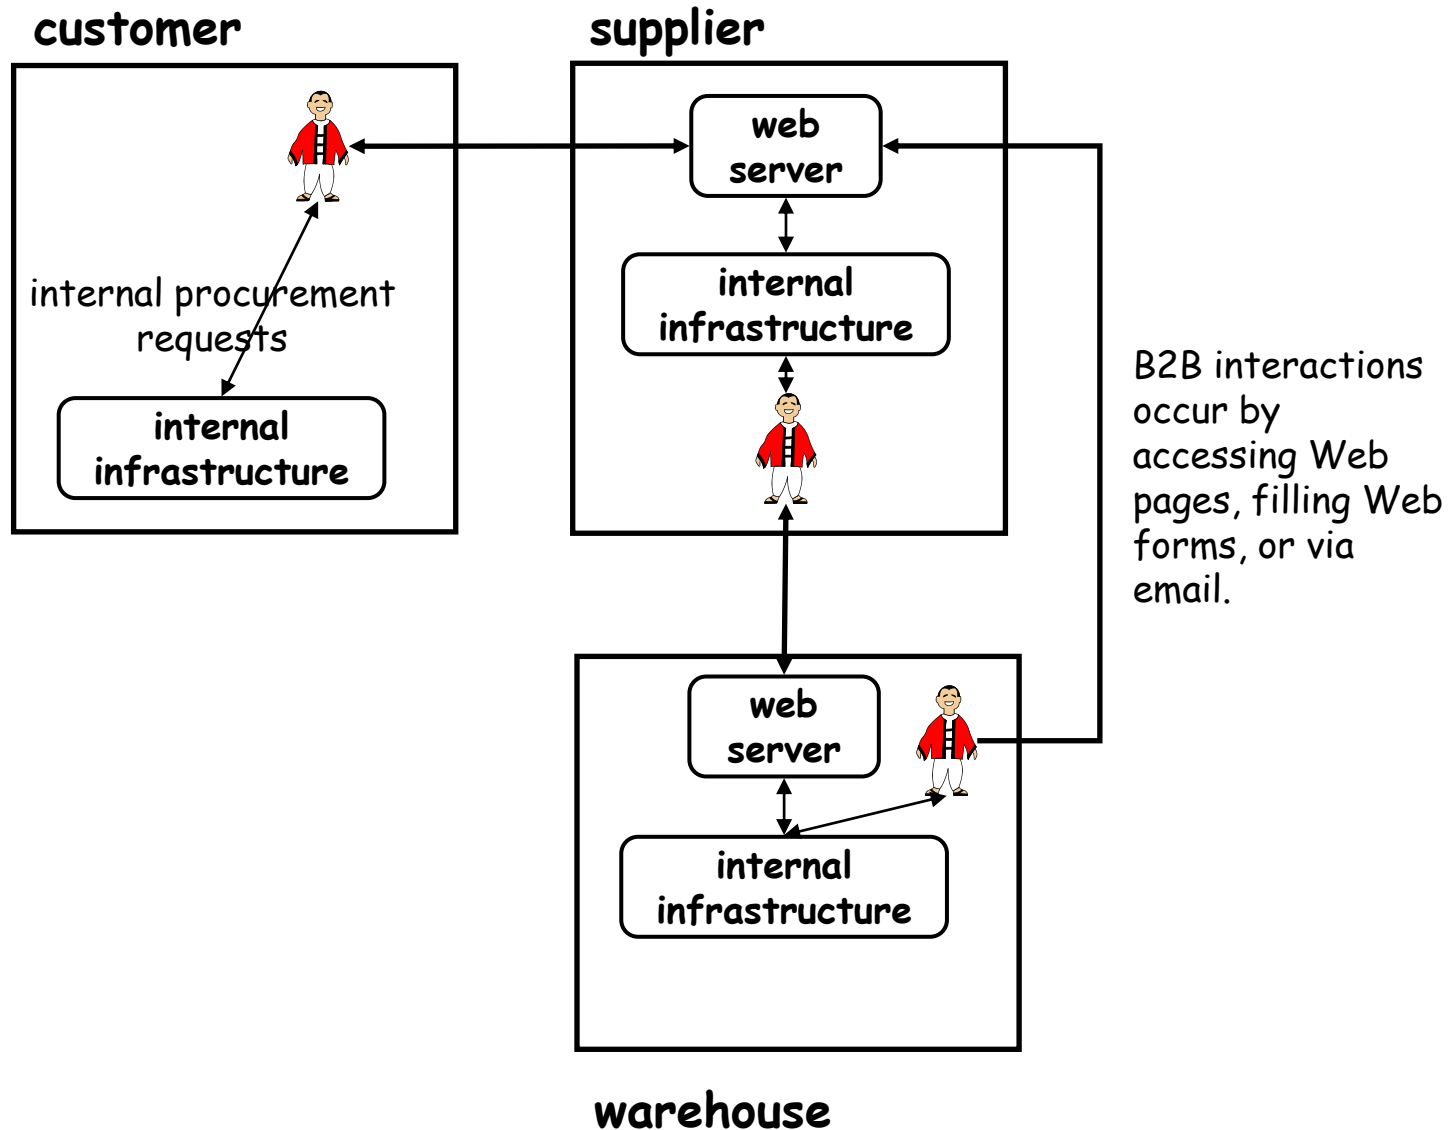 customer
supplier
web
server
internal
infrastructure
internal procurement
requests
internal
infrastructure
B2B interactions
occur by
accessing Web
pages, filling Web
forms, or via
email.
web
server
internal
infrastructure
warehouse